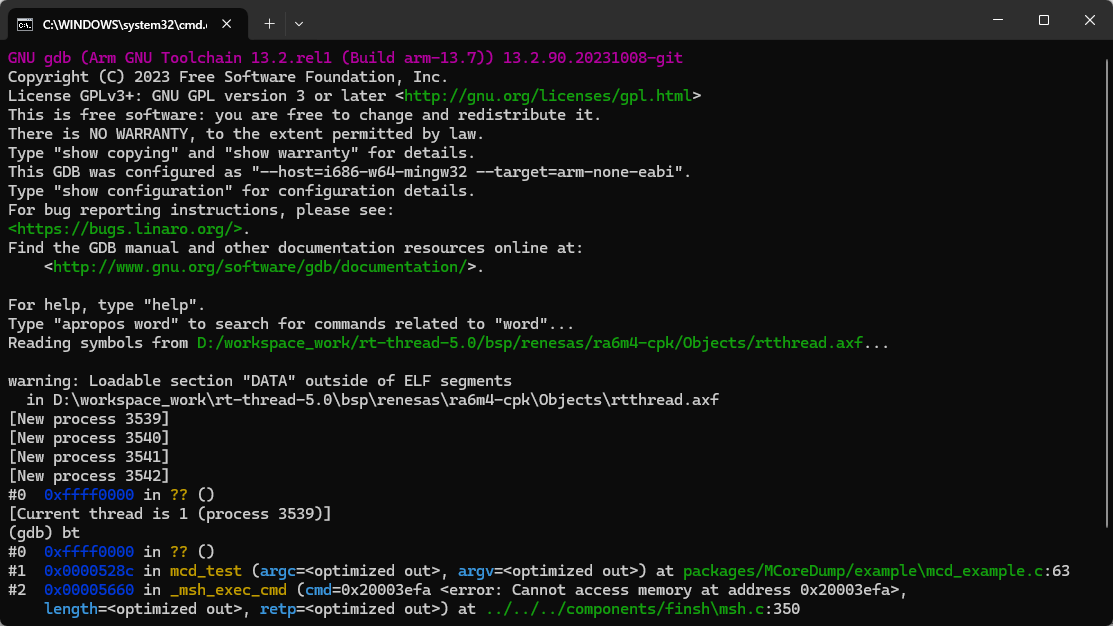 C:\WINDOWS\system32\cmd.
GNU gdb (Arm GNU Toolchain 13.2.rel1 (Build arm-13.7)) 13.2.90.20231008-git
Copyright (C) 2023 Free Software Foundation, Inc.
License GPLv3+: GNU GPL version 3 or later <http://gnu.org/licenses/gpl.html>
This is free software: you are free to change and redistribute it.
There is NO WARRANTY, to the extent permitted by law.
Type "show copying" and "show warranty" for details.
This GDB was configured as "--host=i686-w64-mingw32 --target=arm-none-eabi".
Type "show configuration" for configuration details.
For bug reporting instructions, please see:
<https://bugs.linaro.org/>.
Find the GDB manual and other documentation resources online at:
    <http://www.gnu.org/software/gdb/documentation/>.
For help, type "help".
Type "apropos word" to search for commands related to "word"...
Reading symbols from D:/workspace_work/rt-thread-5.0/bsp/renesas/ra6m4-cpk/Objects/rtthread.axf...
warning: Loadable section "DATA" outside of ELF segments
  in D:\workspace_work\rt-thread-5.0\bsp\renesas\ra6m4-cpk\Objects\rtthread.axf
[New process 3539]
[New process 3540]
[New process 3541]
[New process 3542]
#0  0xffff0000 in ?? ()
[Current thread is 1 (process 3539)]
(gdb) bt
#0  0xffff0000 in ?? ()
#1  0x0000528c in mcd_test (argc=<optimized out>, argv=<optimized out>) at packages/MCoreDump/example\mcd_example.c:63
#2  0x00005660 in _msh_exec_cmd (cmd=0x20003efa <error: Cannot access memory at address 0x20003efa>,
    length=<optimized out>, retp=<optimized out>) at ../../../components/finsh\msh.c:350